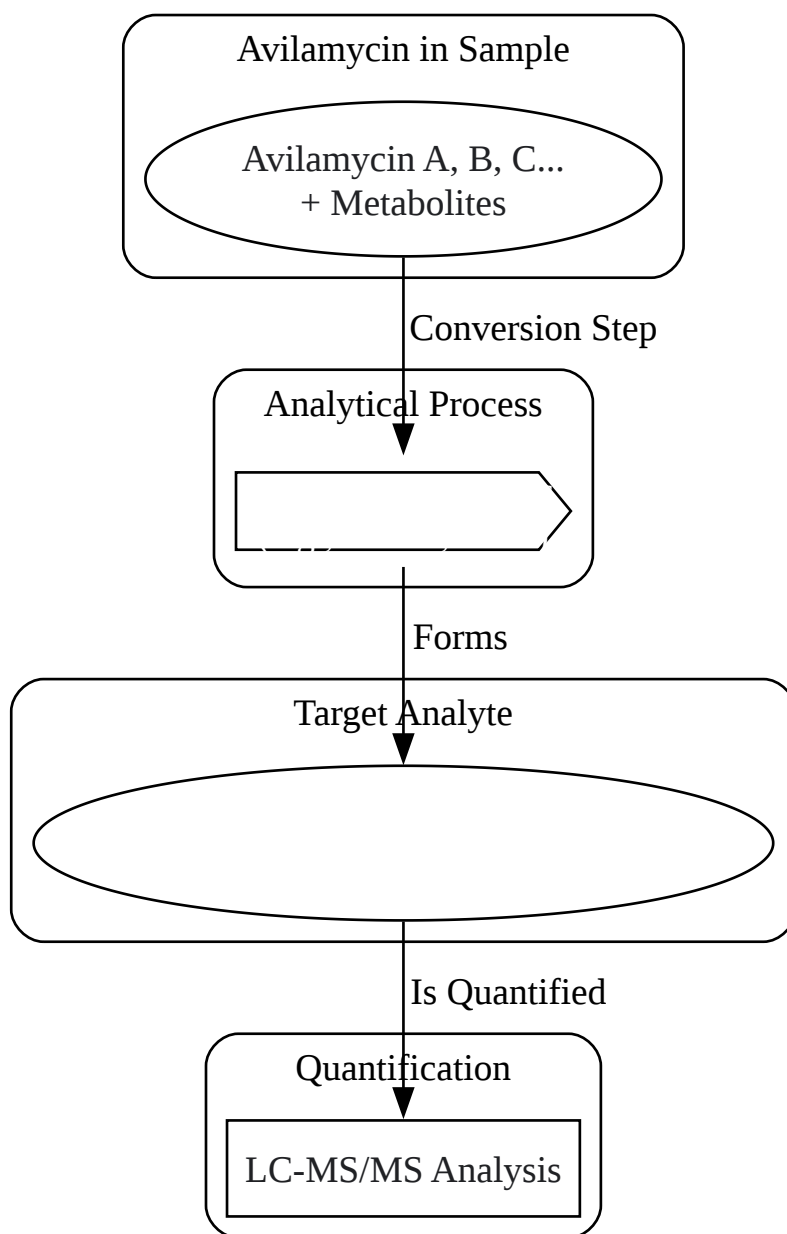 Avilamycin in Sample
Avilamycin A, B, C...
+ Metabolites
Conversion Step
Analytical Process
Forms
Target Analyte
Is Quantified
Quantification
LC-MS/MS Analysis